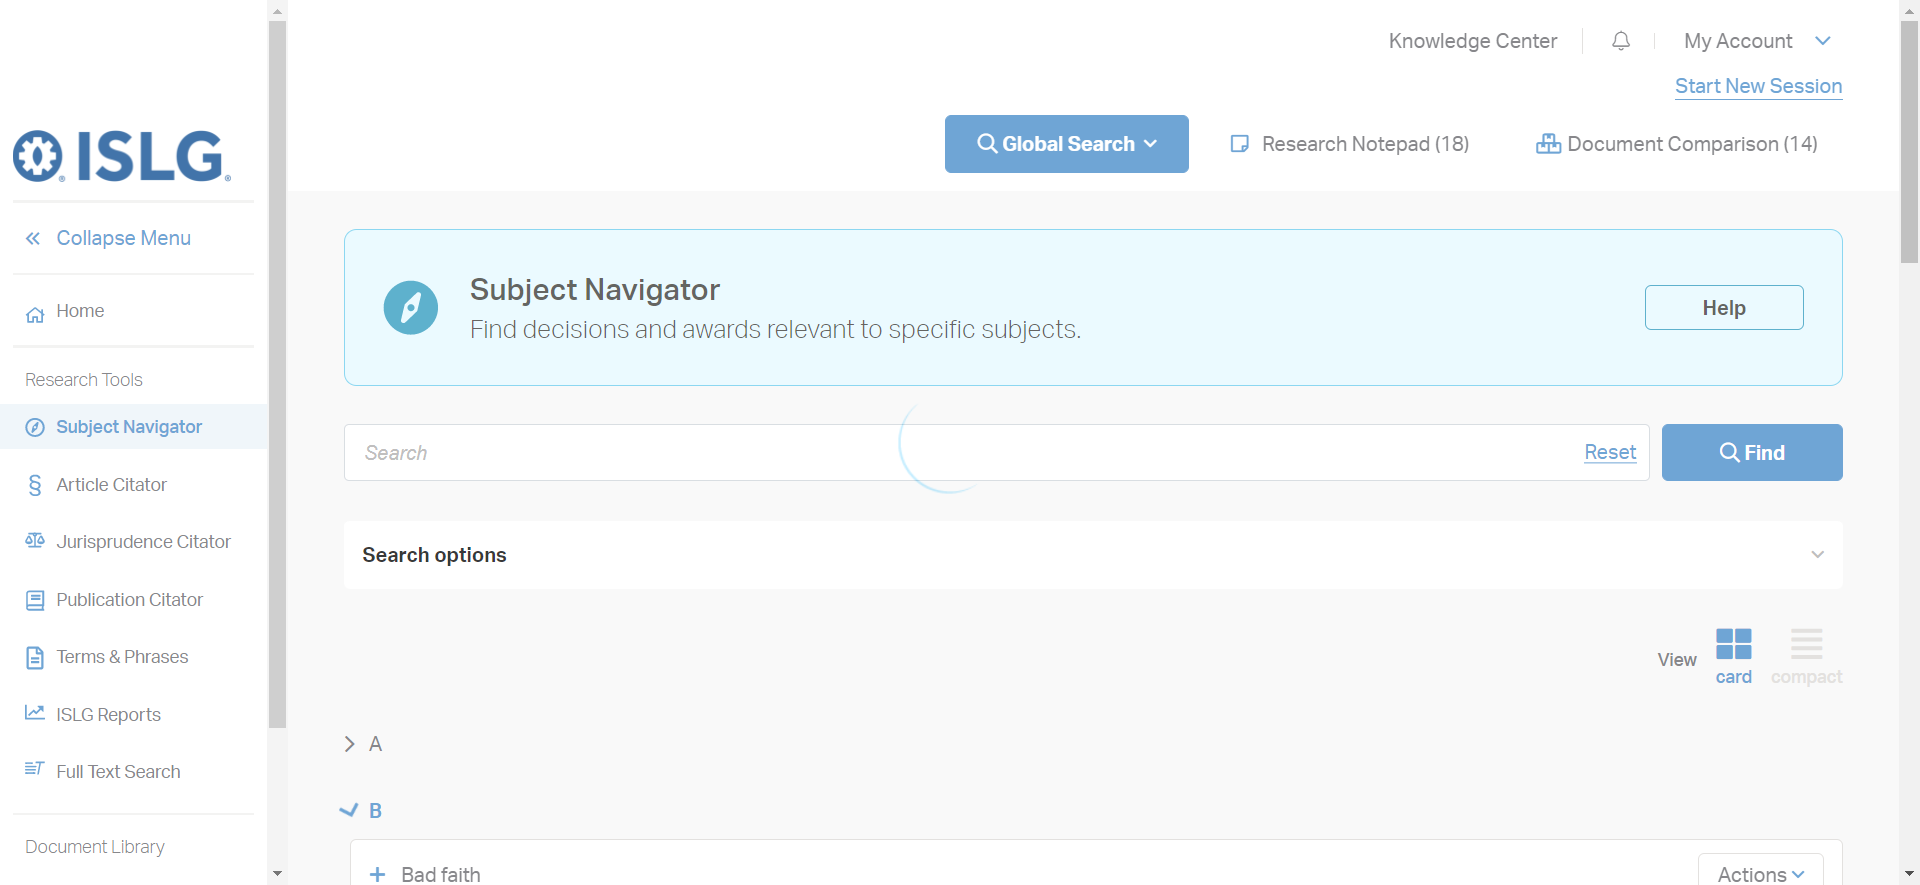 Knowledge Center
My Account
Start New Session
Global Search
Research Notepad (18)
Document Comparison (14)
ISLG
Collapse Menu
Home
Research Tools
Subject Navigator
Article Citator
Jurisprudence Citator
Publication Citator
Terms & Phrases
ISLG Reports
Full Text Search
Document Library
Subject Navigator
Find decisions and awards relevant to specific subjects.
Help
Search
Reset
Find
Search options
View
card
compact
A
B
Bad faith
Actions